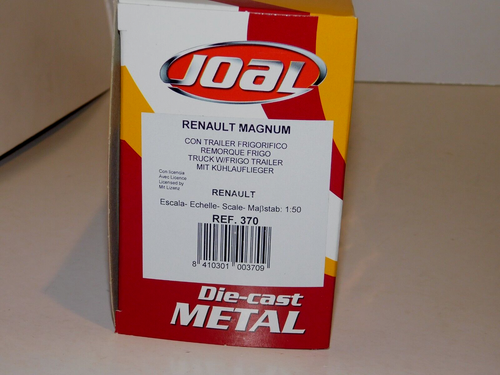 JOAL
RENAULT MAGNUM
CON TRAILER FRIGORIFICO
REMORQUE FRIGO
TRUCK W/FRIGO TRAILER
MIT KÜHLAUFLIEGER
Con licencia
Avec Licence
Licensed by
Mit Lizenz
RENAULT
Escala- Echelle- Scale- Maβstab: 1:50
REF. 370
8 410301 003709
Die-cast
METAL